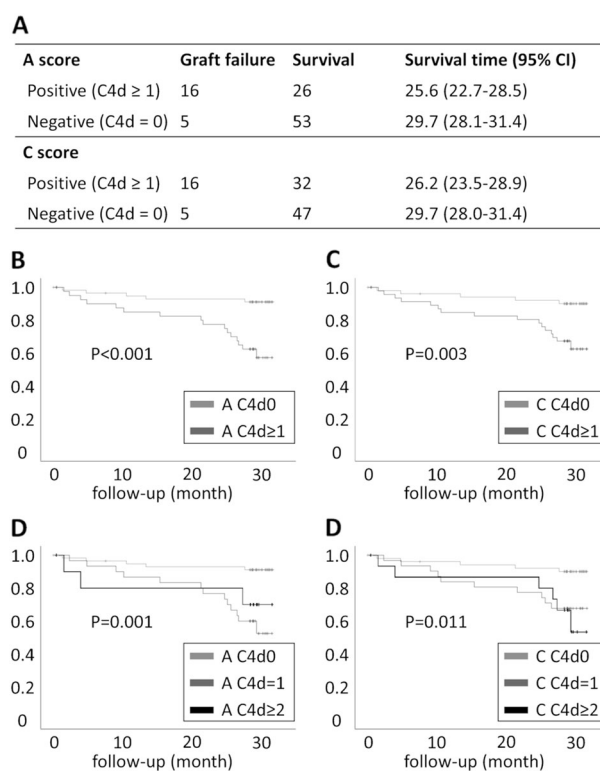 A
A score Graft failure Survival Survival time (95% CI)
Positive (C4d ≥ 1) 16 26 25.6 (22.7-28.5)
Negative (C4d = 0) 5 53 29.7 (28.1-31.4)
C score
Positive (C4d ≥ 1) 16 32 26.2 (23.5-28.9)
Negative (C4d = 0) 5 47 29.7 (28.0-31.4)
B
1.0
0.8
0.6
0.4
0.2
0
P<0.001
A C4d0
A C4d≥1
0 10 20 30
follow-up (month)
C
1.0
0.8
0.6
0.4
0.2
0
P=0.003
C C4d0
C C4d≥1
0 10 20 30
follow-up (month)
D
1.0
0.8
0.6
0.4
0.2
0
P=0.001
A C4d0
A C4d=1
A C4d≥2
0 10 20 30
follow-up (month)
D
1.0
0.8
0.6
0.4
0.2
0
P=0.011
C C4d0
C C4d=1
C C4d≥2
0 10 20 30
follow-up (month)